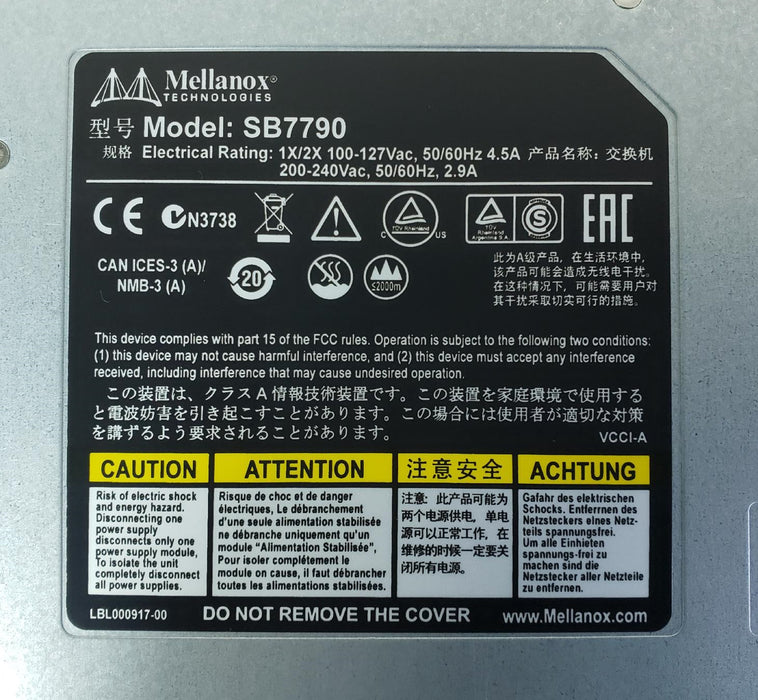 Mellanox®
TECHNOLOGIES
型号 Model: SB7790
规格 Electrical Rating: 1X/2X 100-127Vac, 50/60Hz 4.5A 产品名称：交换机
200-240Vac, 50/60Hz, 2.9A
CE N3738 C TÜV Rheinland US TÜV Rheinland Argentina S.A. S EAC
CAN ICES-3 (A)/
NMB-3 (A)
20
≤2000m
此为A级产品，在生活环境中，
该产品可能会造成无线电干扰。
在这种情况下，可能需要用户对
其干扰采取切实可行的措施。
This device complies with part 15 of the FCC rules. Operation is subject to the following two conditions:
(1) this device may not cause harmful interference, and (2) this device must accept any interference
received, including interference that may cause undesired operation.
この装置は、クラスA情報技術装置です。この装置を家庭環境で使用する
と電波妨害を引き起こすことがあります。この場合には使用者が適切な対策
を講ずるよう要求されることがあります。
VCCI-A
CAUTION
Risk of electric shock
and energy hazard.
Disconnecting one
power supply
disconnects only one
power supply module,
To isolate the unit
completely disconnect
all power supplies.
ATTENTION
Risque de choc et de danger
électriques, Le débranchement
d'une seule alimentation stabilisée
ne débranche uniquement qu'un
module "Alimentation Stabilisée",
Pour isoler complétement le
module on cause, il faut débrancher
toutes les alimentations stabilisées.
注意安全
注意：此产品可能为
两个电源供电，单电
源可以正常工作，在
维修的时候一定要关
闭所有电源。
ACHTUNG
Gafahr des elektrischen
Schocks. Entferrnen des
Netzsteckers eines Netz-
teils spannungsfrei.
Um alle Einhieten
spannungs-frei zu
machen sind die
Netzstecker aller Netzteile
zu entfernen.
LBL000917-00 DO NOT REMOVE THE COVER www.Mellanox.com